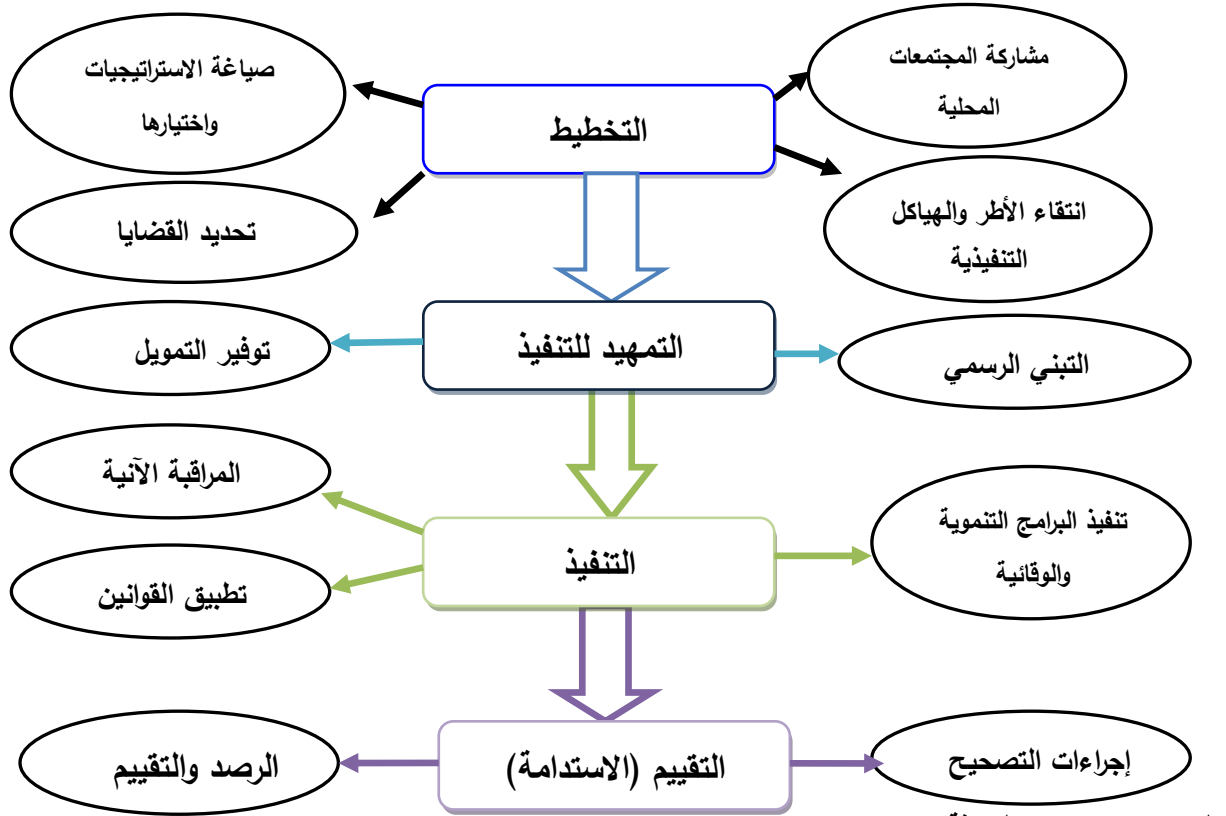 مشاركة المجتمعات
المحلية
التخطيط
صياغة الاستراتيجيات
واختيارها
انتقاء الأطر والهياكل
التنفيذية
تحديد القضايا
التبني الرسمي
التمهيد للتنفيذ
توفير التمويل
تنفيذ البرامج التنموية
والوقائية
التنفيذ
المراقبة الآنية
تطبيق القوانين
إجراءات التصحيح
التقييم (الاستدامة)
الرصد والتقييم